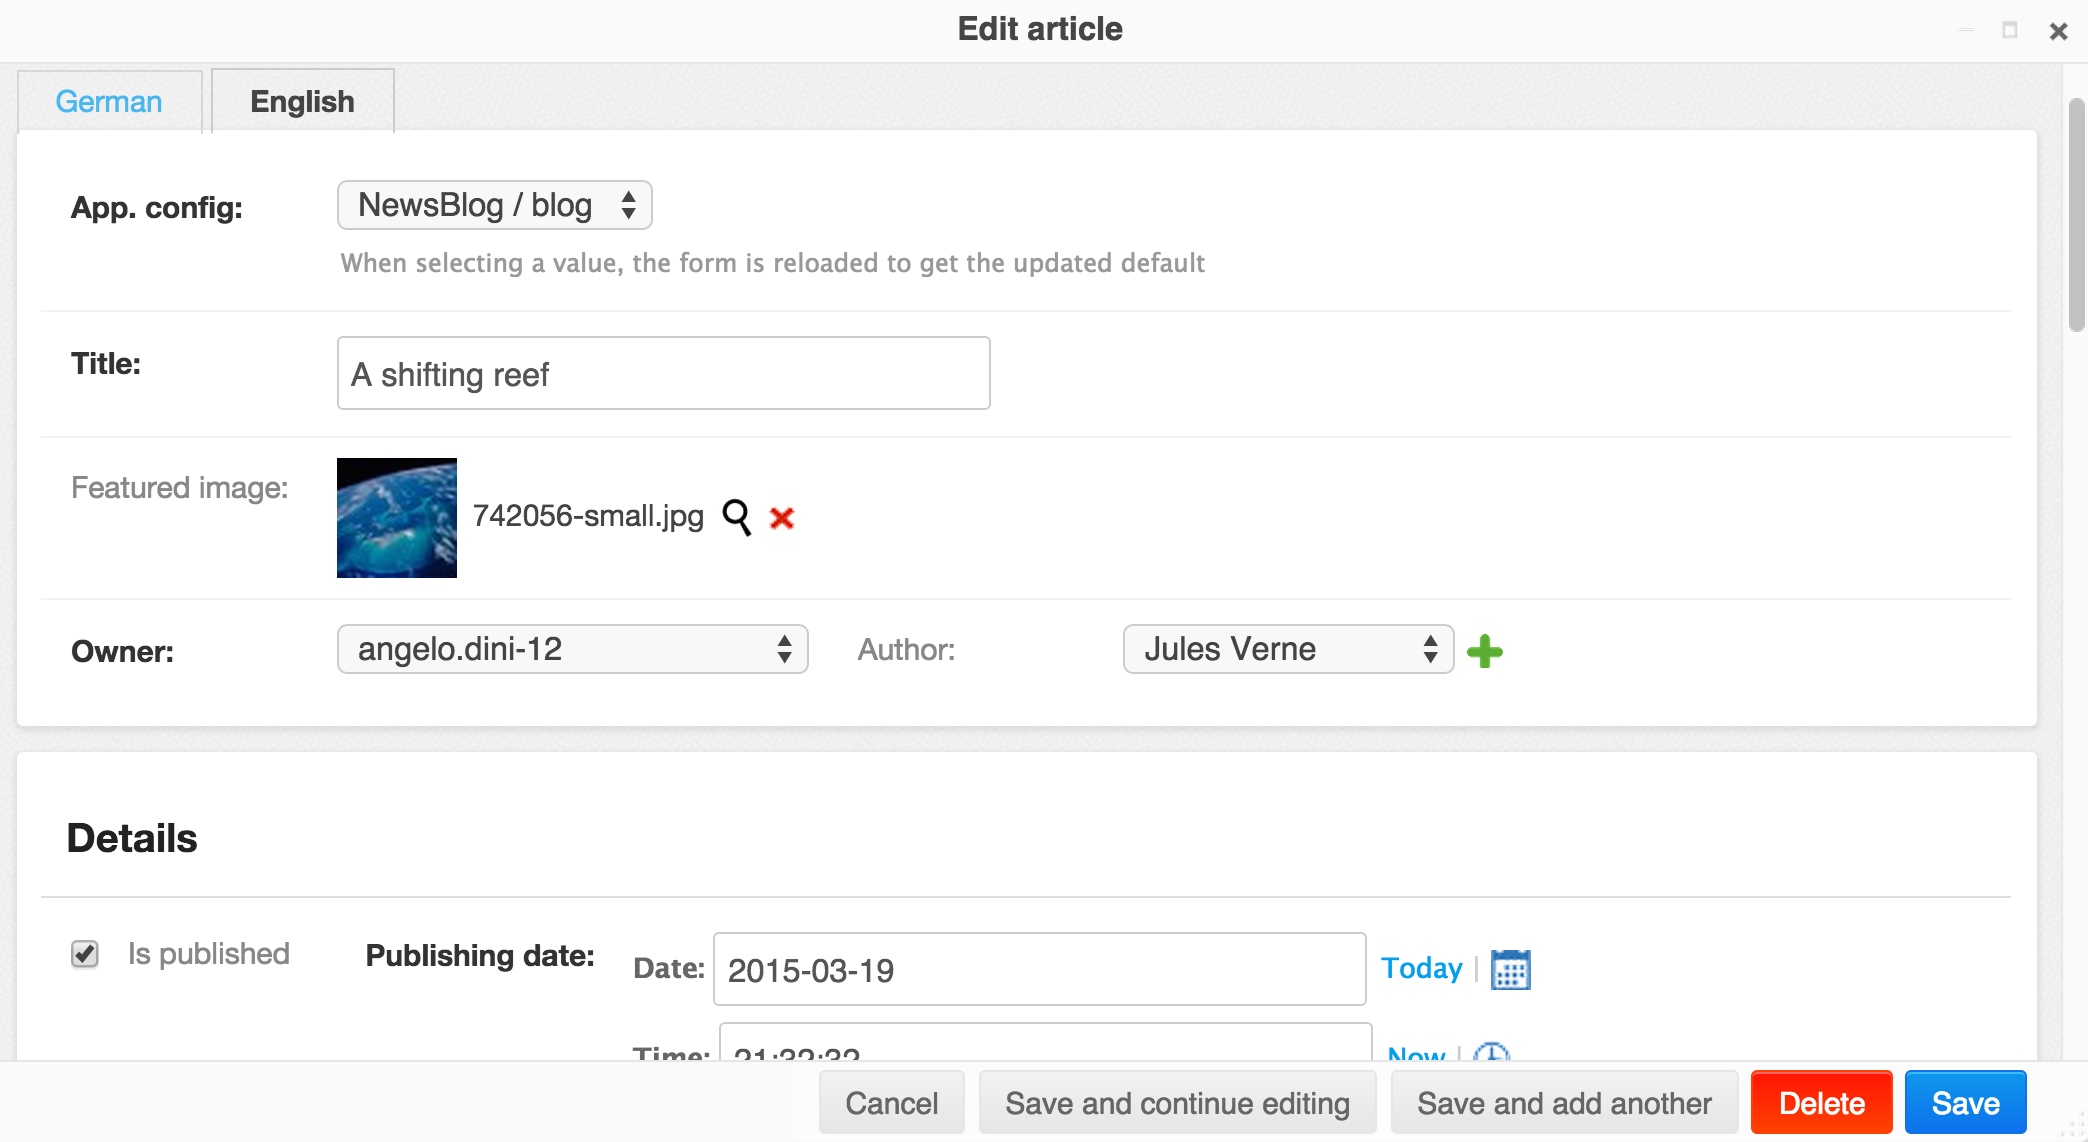 Edit article
German English
App. config: NewsBlog / blog
When selecting a value, the form is reloaded to get the updated default
Title: A shifting reef
Featured image: 742056-small.jpg
Owner: angelo.dini-12 Author: Jules Verne
Details
Is published Publishing date: Date: 2015-03-19 Today |
Time: 21:32:32 Now |
Cancel Save and continue editing Save and add another Delete Save